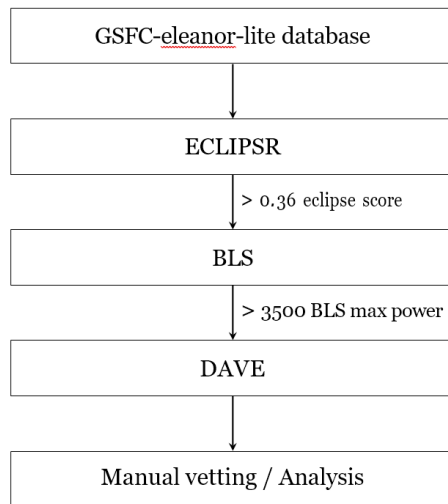 GSFC-eleanor-lite database
ECLIPSR
> 0.36 eclipse score
BLS
> 3500 BLS max power
DAVE
Manual vetting / Analysis